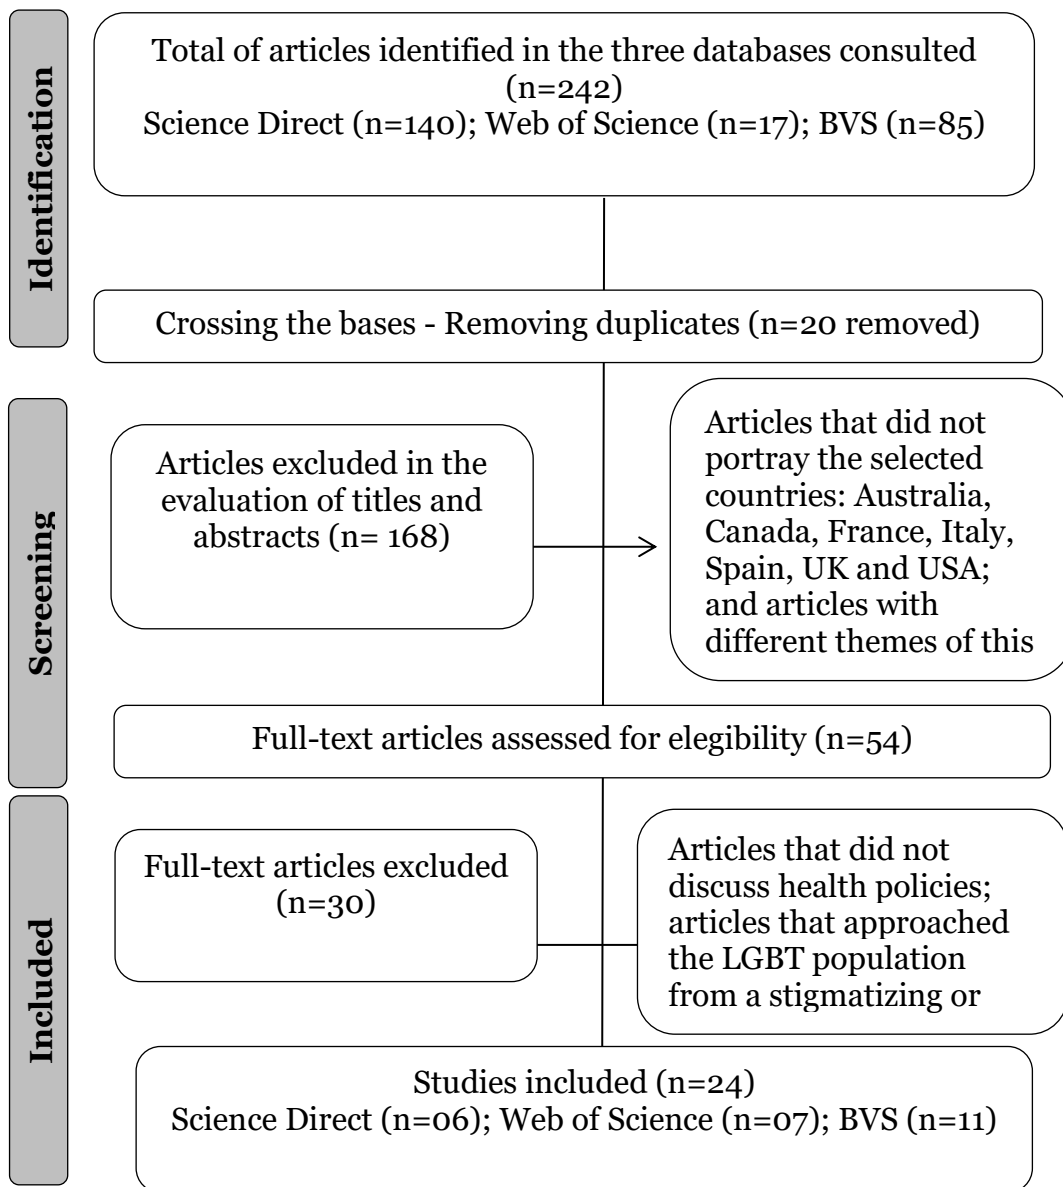 Identification
Total of articles identified in the three databases consulted
(n=242)
Science Direct (n=140); Web of Science (n=17); BVS (n=85)
Crossing the bases - Removing duplicates (n=20 removed)
Screening
Articles excluded in the
evaluation of titles and
abstracts (n= 168)
Articles that did not
portray the selected
countries: Australia,
Canada, France, Italy,
Spain, UK and USA;
and articles with
different themes of this
Full-text articles assessed for elegibility (n=54)
Included
Full-text articles excluded
(n=30)
Articles that did not
discuss health policies;
articles that approached
the LGBT population
from a stigmatizing or
Studies included (n=24)
Science Direct (n=06); Web of Science (n=07); BVS (n=11)